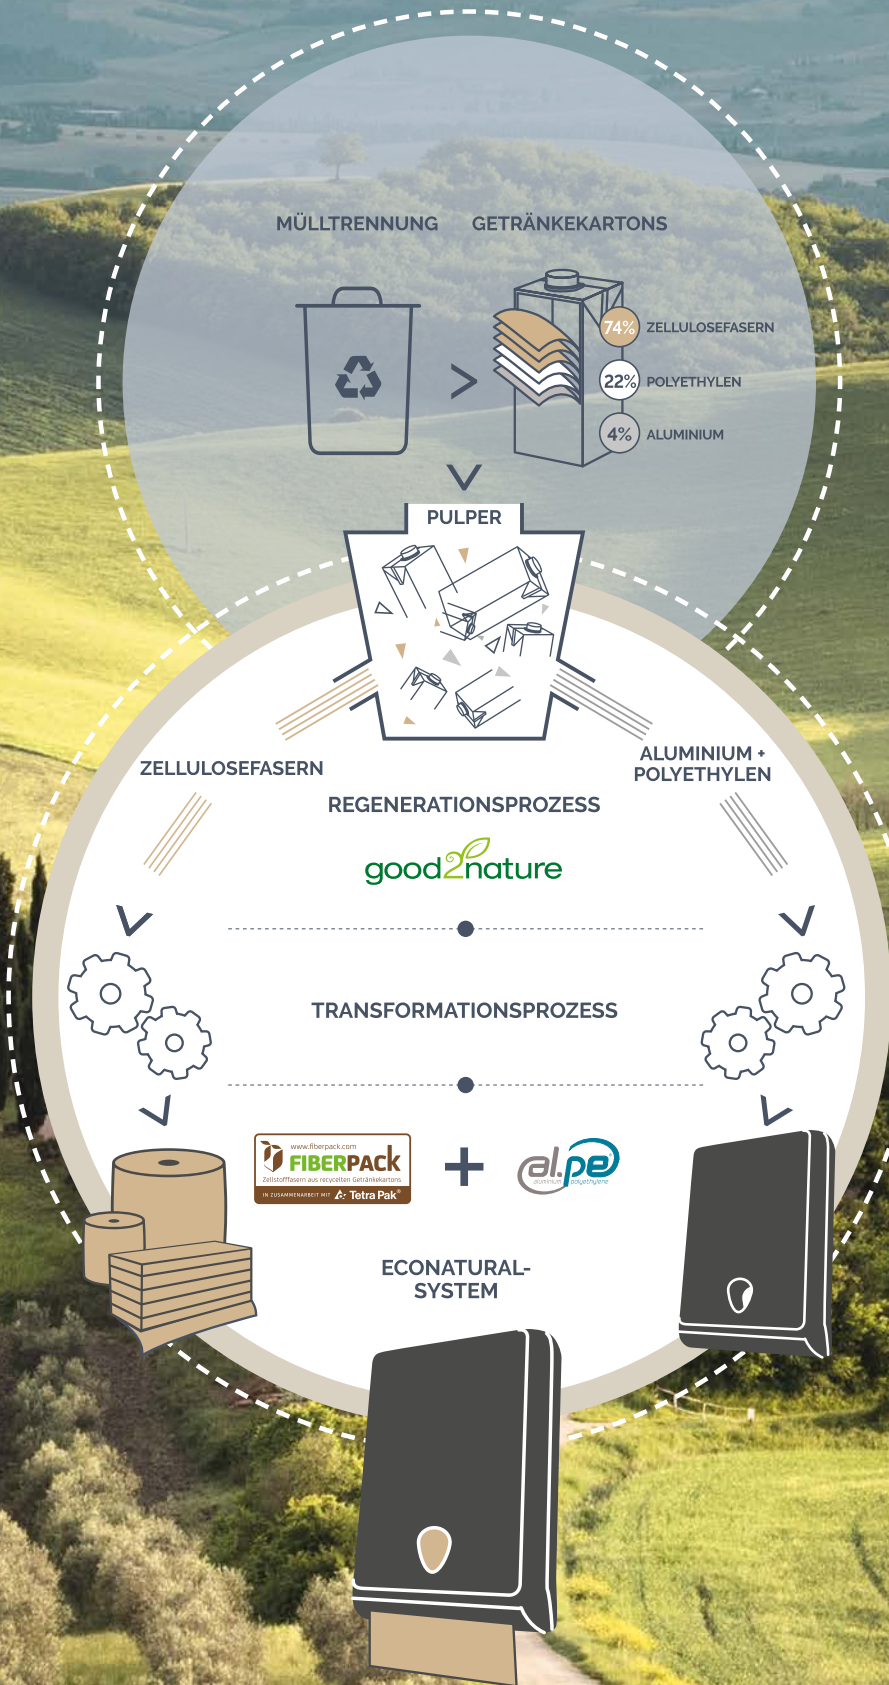 MÜLLTRENNUNG
GETRÄNKEKARTONS
74%
ZELLULOSEFASERN
22%
POLYETHYLEN
4%
ALUMINIUM
PULPER
ZELLULOSEFASERN
ALUMINIUM +
POLYETHYLEN
REGENERATIONSPROZESS
good2nature
TRANSFORMATIONSPROZESS
www.fiberpack.com
FIBERPACK
Zellstofffasern aus recycelten Getränkekartons
IN ZUSAMMENARBEIT MIT Tetra Pak®
+
al.pe®
aluminium polyethylene
ECONATURAL-
SYSTEM